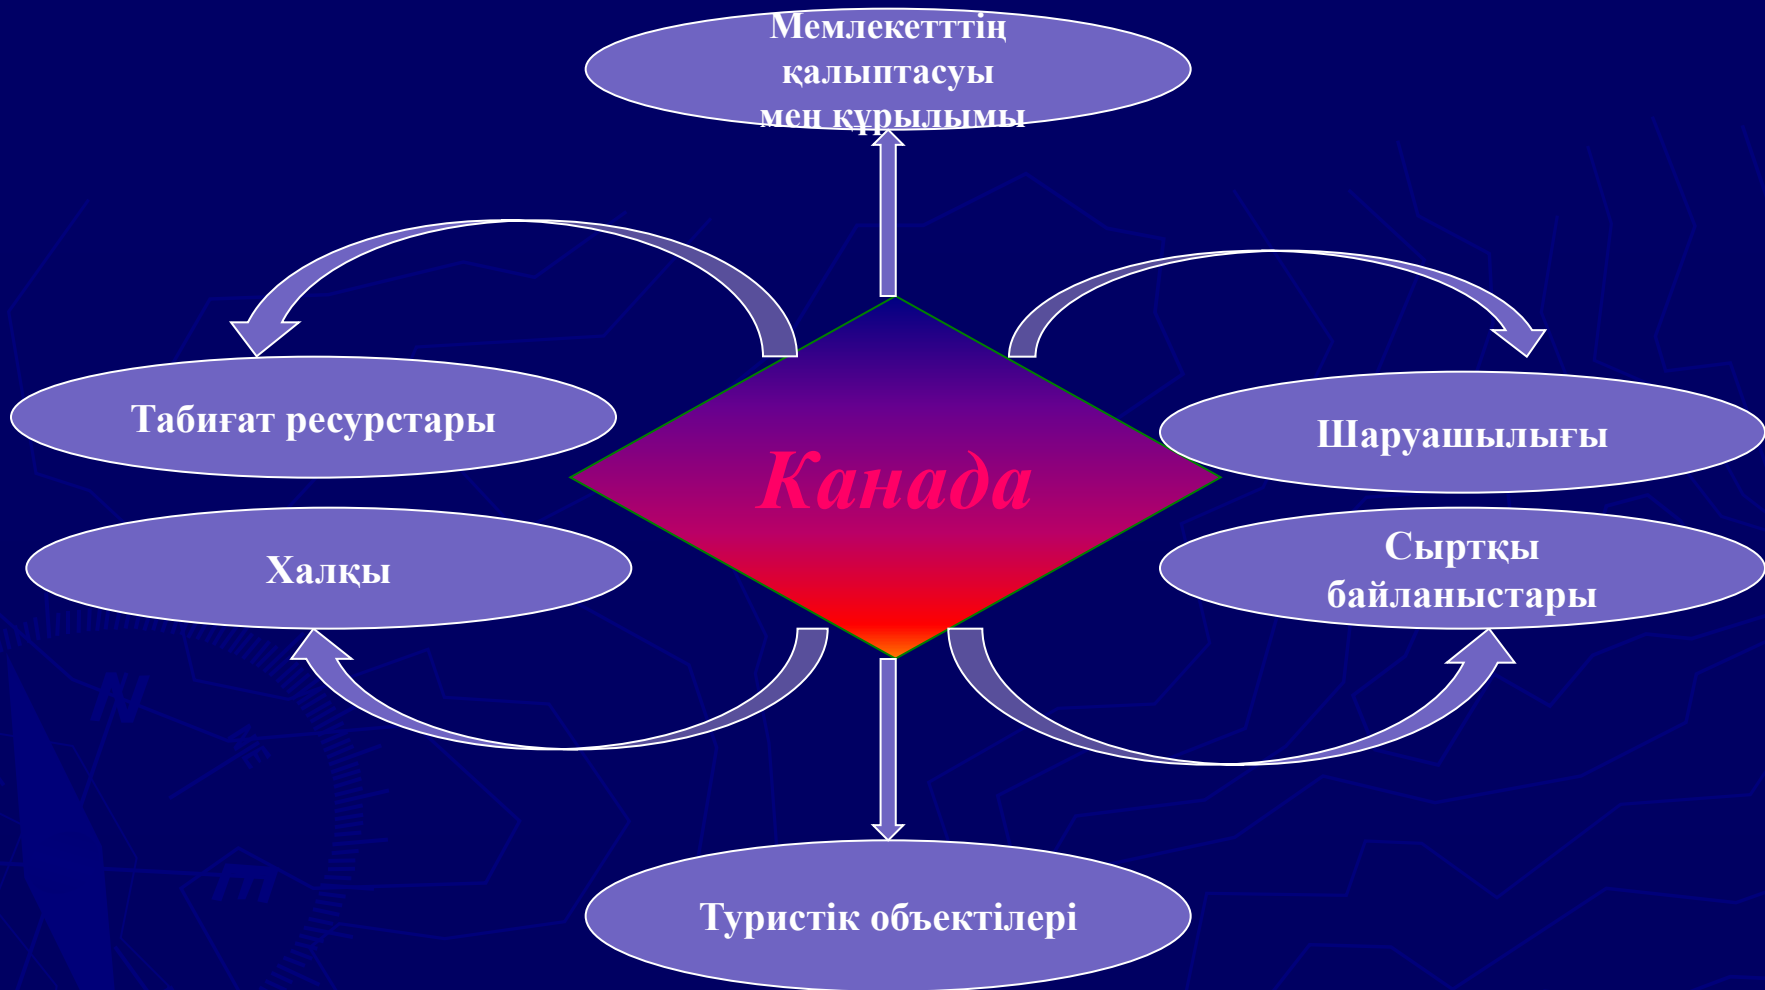 Мемлекетттің
қалыптасуы
мен құрылымы
Табиғат ресурстары
Шаруашылығы
Канада
Халқы
Сыртқы
байланыстары
Туристік объектілері
N
E